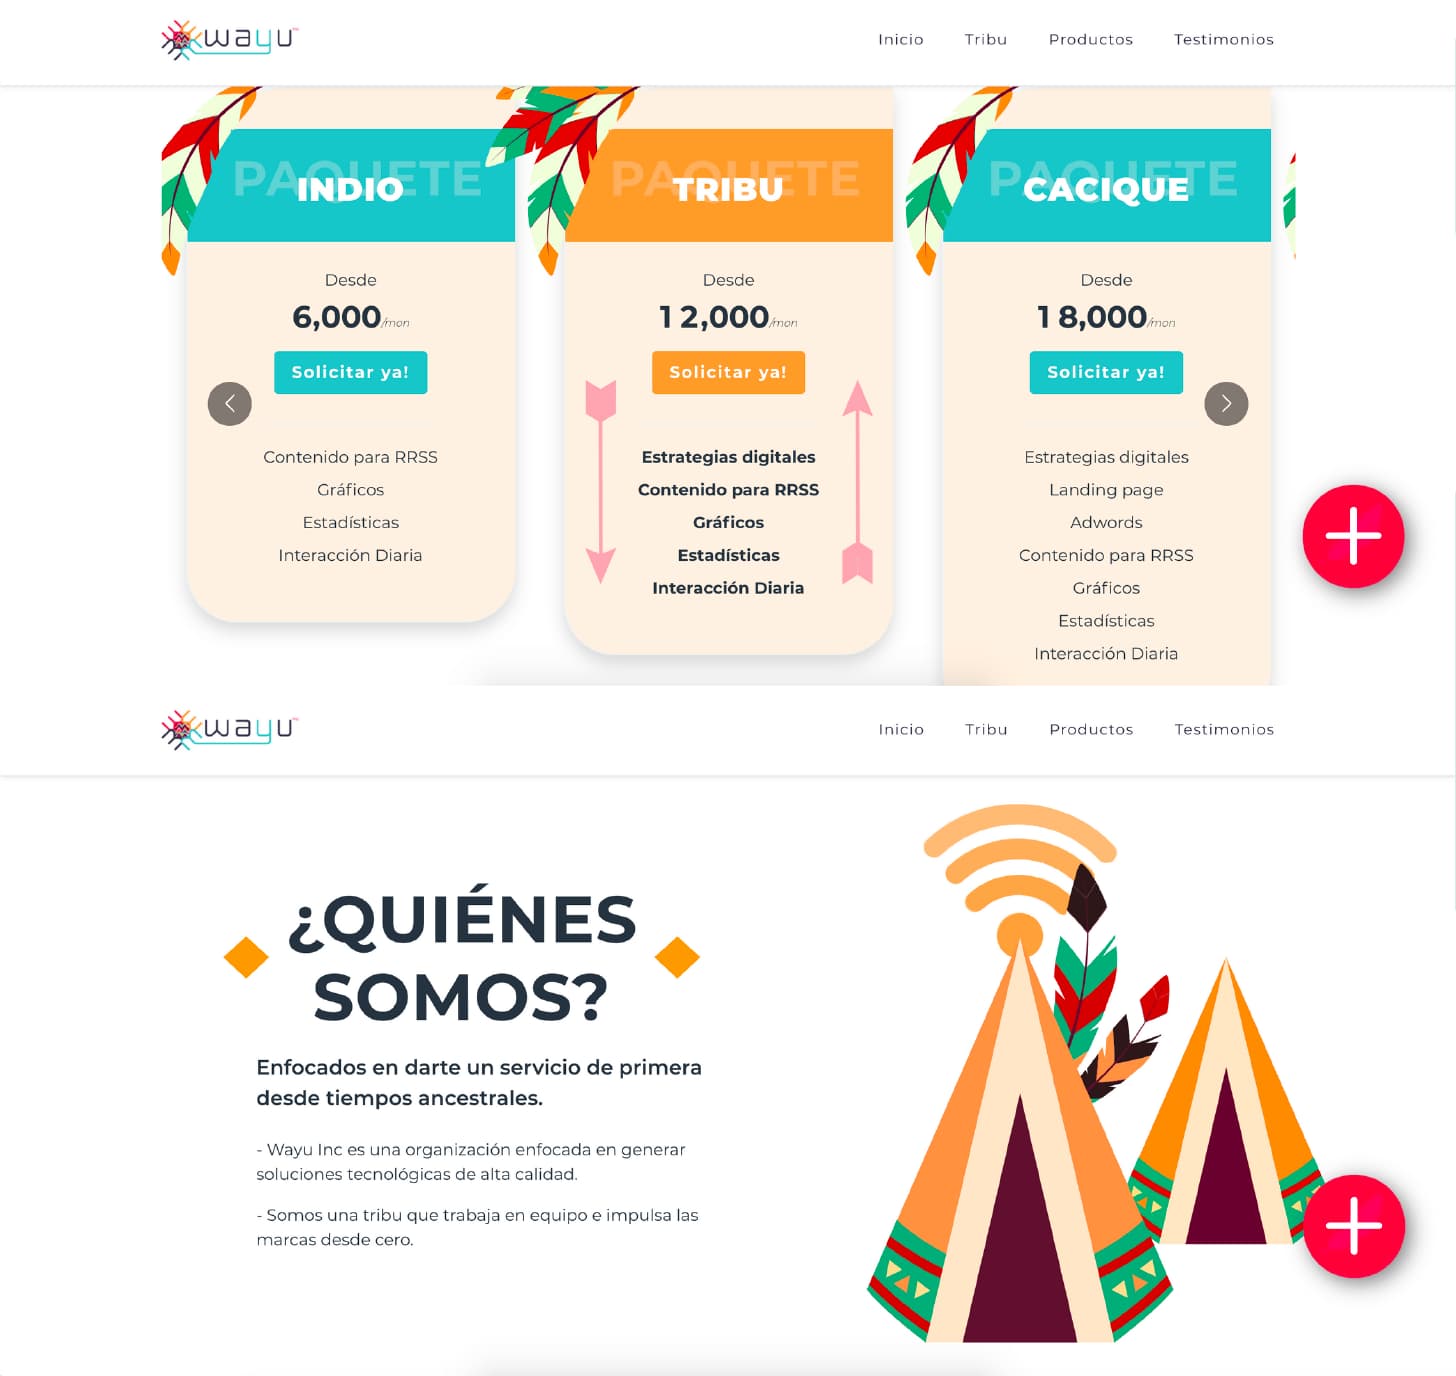 wayu
Inicio Tribu Productos Testimonios
PAQUETE
INDIO
Desde
6,000/mon
Solicitar ya!
Contenido para RRSS
Gráficos
Estadísticas
Interacción Diaria
PAQUETE
TRIBU
Desde
12,000/mon
Solicitar ya!
Estrategias digitales
Contenido para RRSS
Gráficos
Estadísticas
Interacción Diaria
PAQUETE
CACIQUE
Desde
18,000/mon
Solicitar ya!
Estrategias digitales
Landing page
Adwords
Contenido para RRSS
Gráficos
Estadísticas
Interacción Diaria
wayu
Inicio Tribu Productos Testimonios
¿QUIÉNES
SOMOS?
Enfocados en darte un servicio de primera
desde tiempos ancestrales.
- Wayu Inc es una organización enfocada en generar
soluciones tecnológicas de alta calidad.
- Somos una tribu que trabaja en equipo e impulsa las
marcas desde cero.